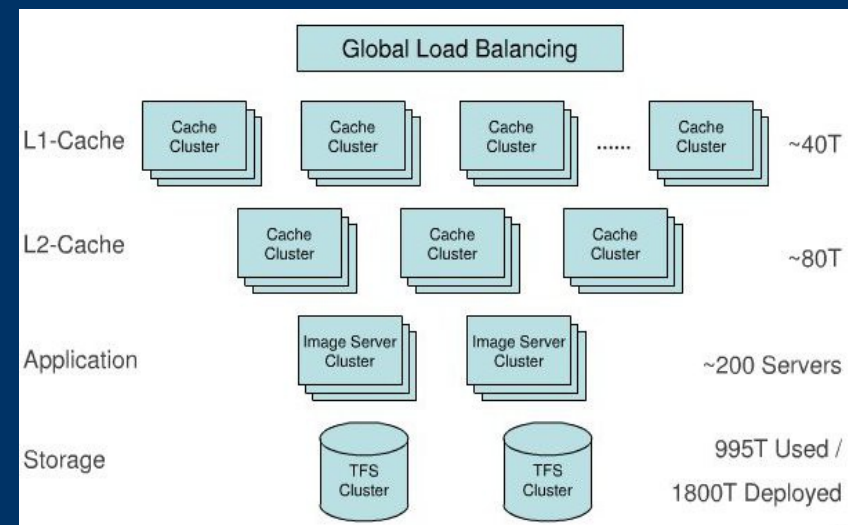 Global Load Balancing
L1-Cache
Cache
Cluster
Cache
Cluster
Cache
Cluster
......
Cache
Cluster
~40T
L2-Cache
Cache
Cluster
Cache
Cluster
Cache
Cluster
~80T
Application
Image Server
Cluster
Image Server
Cluster
~200 Servers
Storage
TFS
Cluster
TFS
Cluster
995T Used /
1800T Deployed